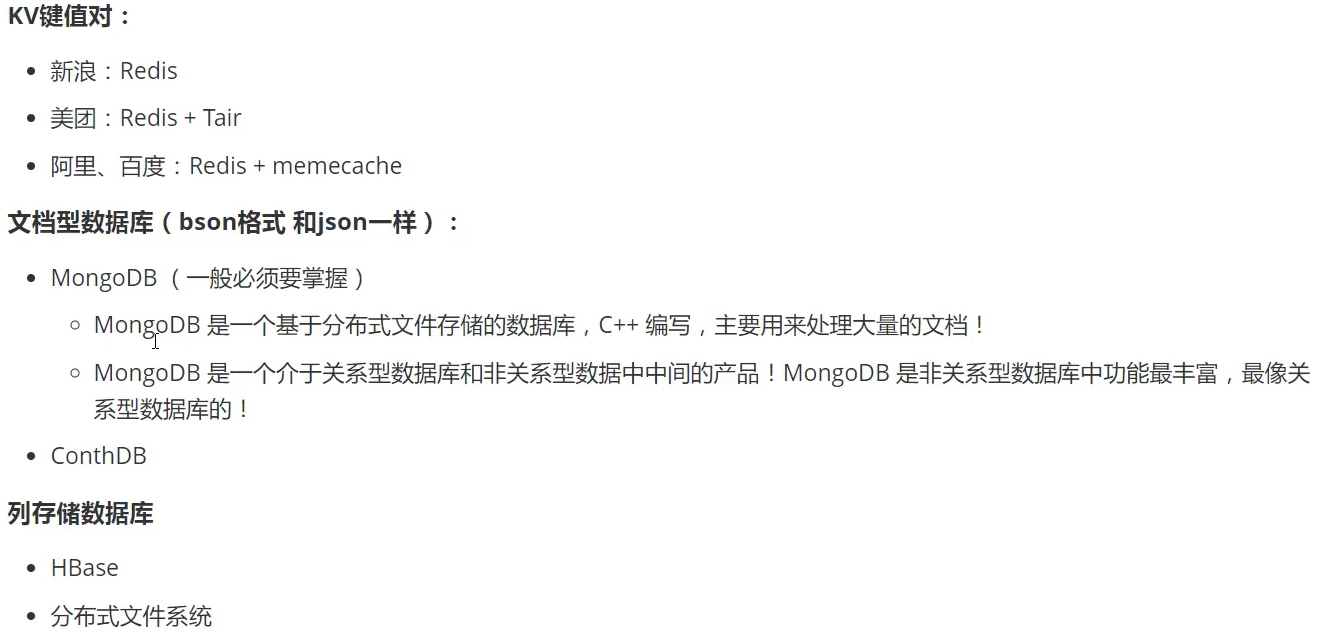 KV键值对：
新浪：Redis
美团：Redis + Tair
阿里、百度：Redis + memecache
文档型数据库（bson格式 和json一样）：
MongoDB （一般必须要掌握）
MongoDB 是一个基于分布式文件存储的数据库，C++ 编写，主要用来处理大量的文档！
MongoDB 是一个介于关系型数据库和非关系型数据中中间的产品！MongoDB 是非关系型数据库中功能最丰富，最像关
系型数据库的！
ConthDB
列存储数据库
HBase
分布式文件系统